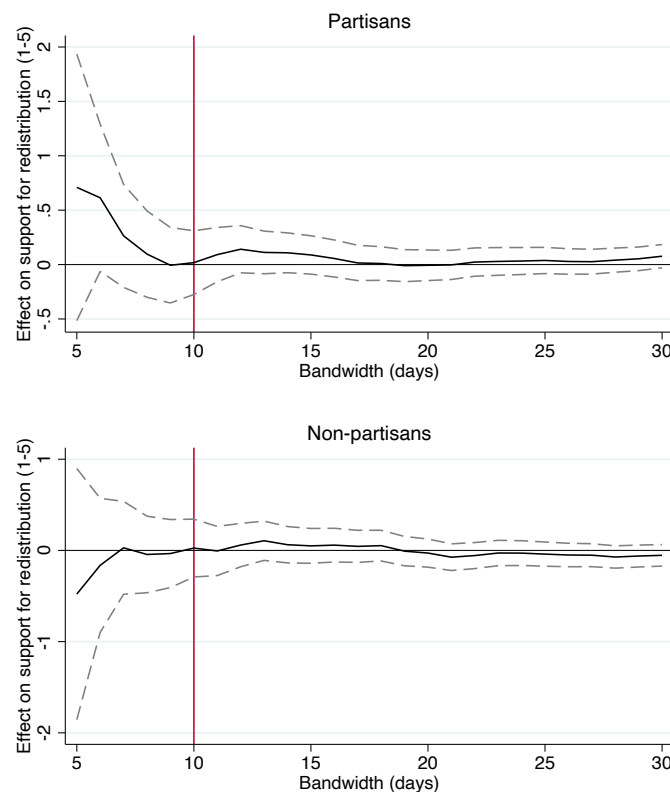 Partisans
Effect on support for redistribution (1-5)
2
1.5
1
.5
0
-.5
5 10 15 20 25 30
Bandwidth (days)
Non-partisans
Effect on support for redistribution (1-5)
1
0
-1
-2
5 10 15 20 25 30
Bandwidth (days)